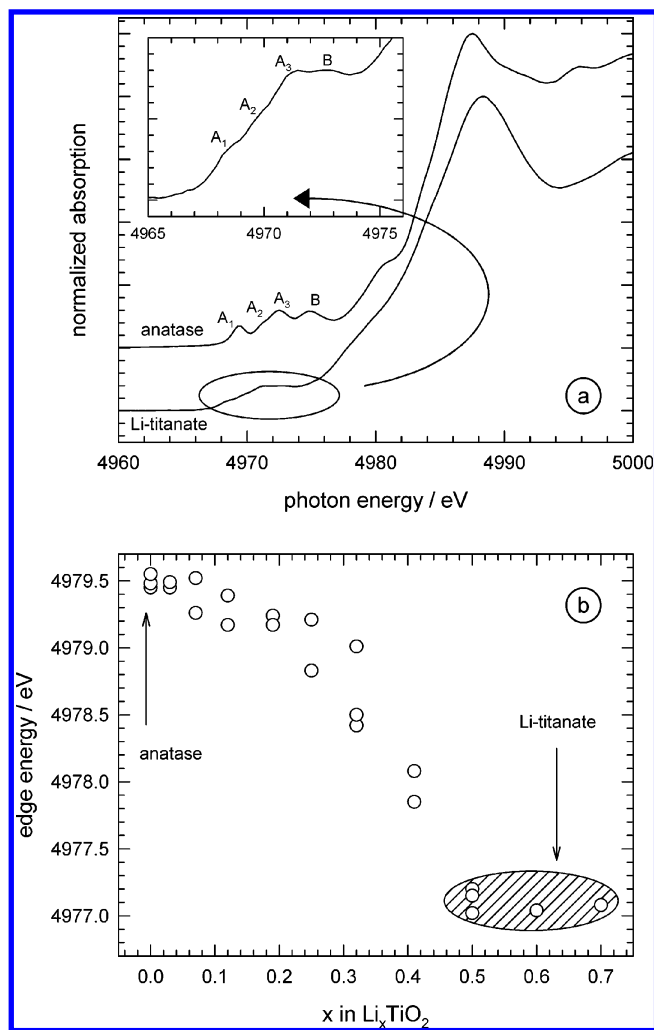 A₃ B
A₂
A₁
4965 4970 4975
normalized absorption
A₁ A₂ A₃ B
anatase
Li-titanate
a
4960 4970 4980 4990 5000
photon energy / eV
4979.5
b
4979.0
4978.5
Li-titanate
anatase
4978.0
4977.5
4977.0
edge energy / eV
0.0 0.1 0.2 0.3 0.4 0.5 0.6 0.7
x in LiₓTiO₂